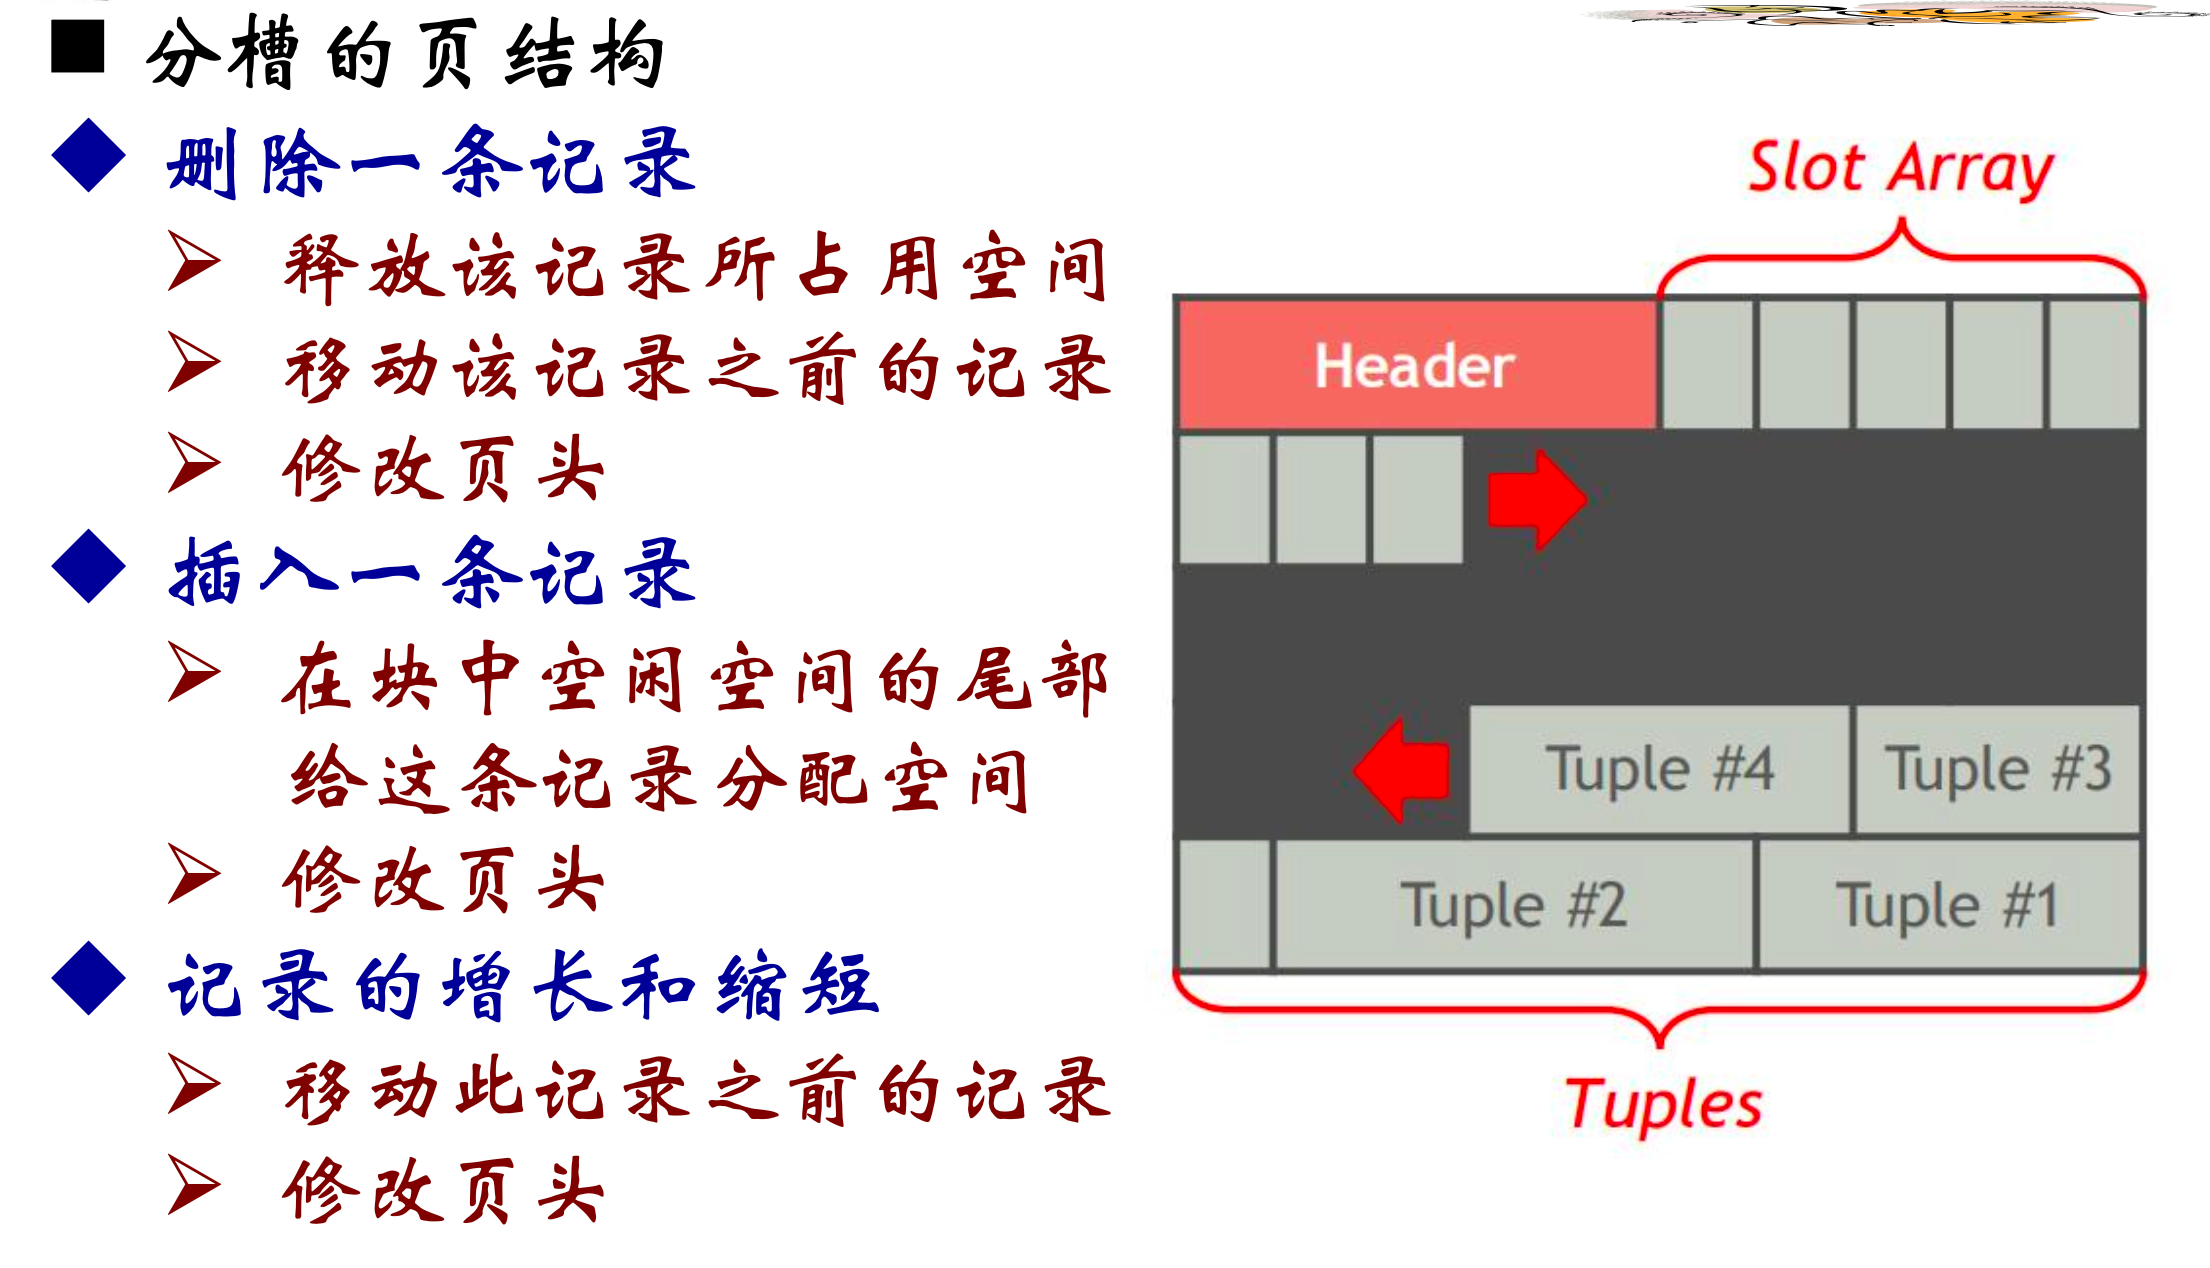 ■ 分槽的页结构
◆ 删除一条记录
➢ 释放该记录所占用空间
➢ 移动该记录之前的记录
➢ 修改页头
◆ 插入一条记录
➢ 在块中空闲空间的尾部
给这条记录分配空间
➢ 修改页头
◆ 记录的增长和缩短
➢ 移动此记录之前的记录
➢ 修改页头
Slot Array
Header
Tuple #4 Tuple #3
Tuple #2 Tuple #1
Tuples